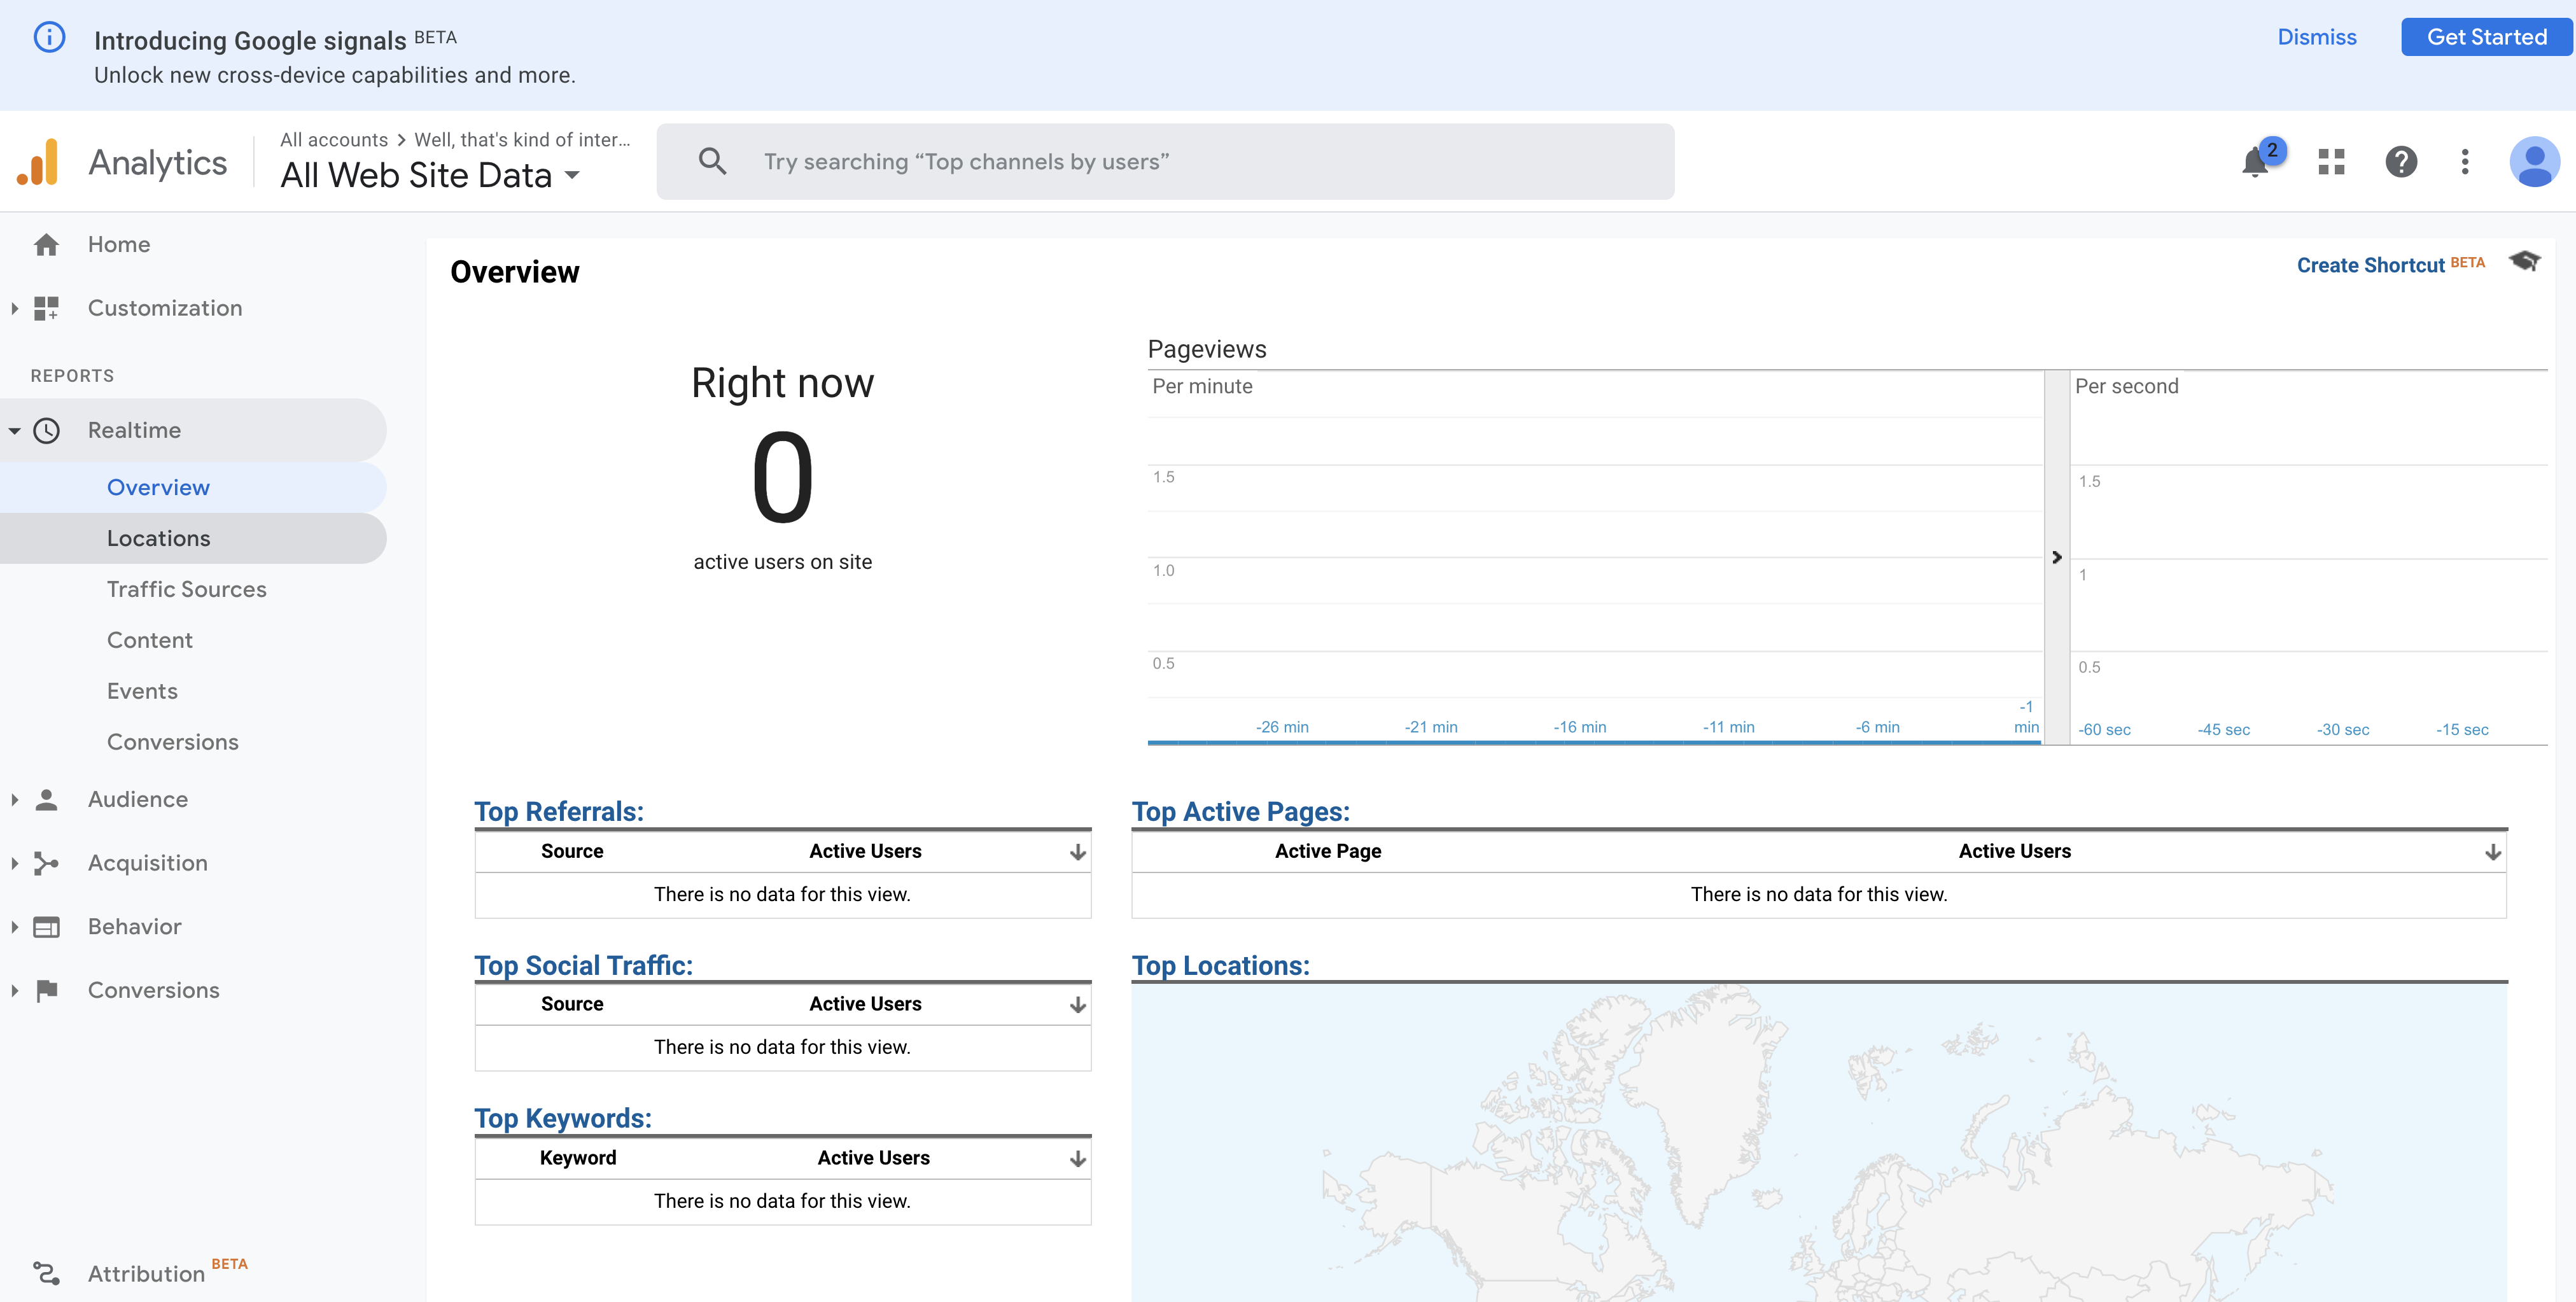 Introducing Google signals BETA
Unlock new cross-device capabilities and more.
Dismiss
Get Started
Analytics
All accounts > Well, that's kind of inter...
All Web Site Data
Try searching “Top channels by users”
2
Home
Customization
REPORTS
Realtime
Overview
Locations
Traffic Sources
Content
Events
Conversions
Audience
Acquisition
Behavior
Conversions
Attribution BETA
Overview
Create Shortcut BETA
Right now
0
active users on site
Pageviews
Per minute
1.5
1.0
0.5
-26 min
-21 min
-16 min
-11 min
-6 min
-1
min
Per second
1.5
1
0.5
-60 sec
-45 sec
-30 sec
-15 sec
Top Referrals:
Source Active Users
There is no data for this view.
Top Active Pages:
Active Page Active Users
There is no data for this view.
Top Social Traffic:
Source Active Users
There is no data for this view.
Top Locations:
Top Keywords:
Keyword Active Users
There is no data for this view.